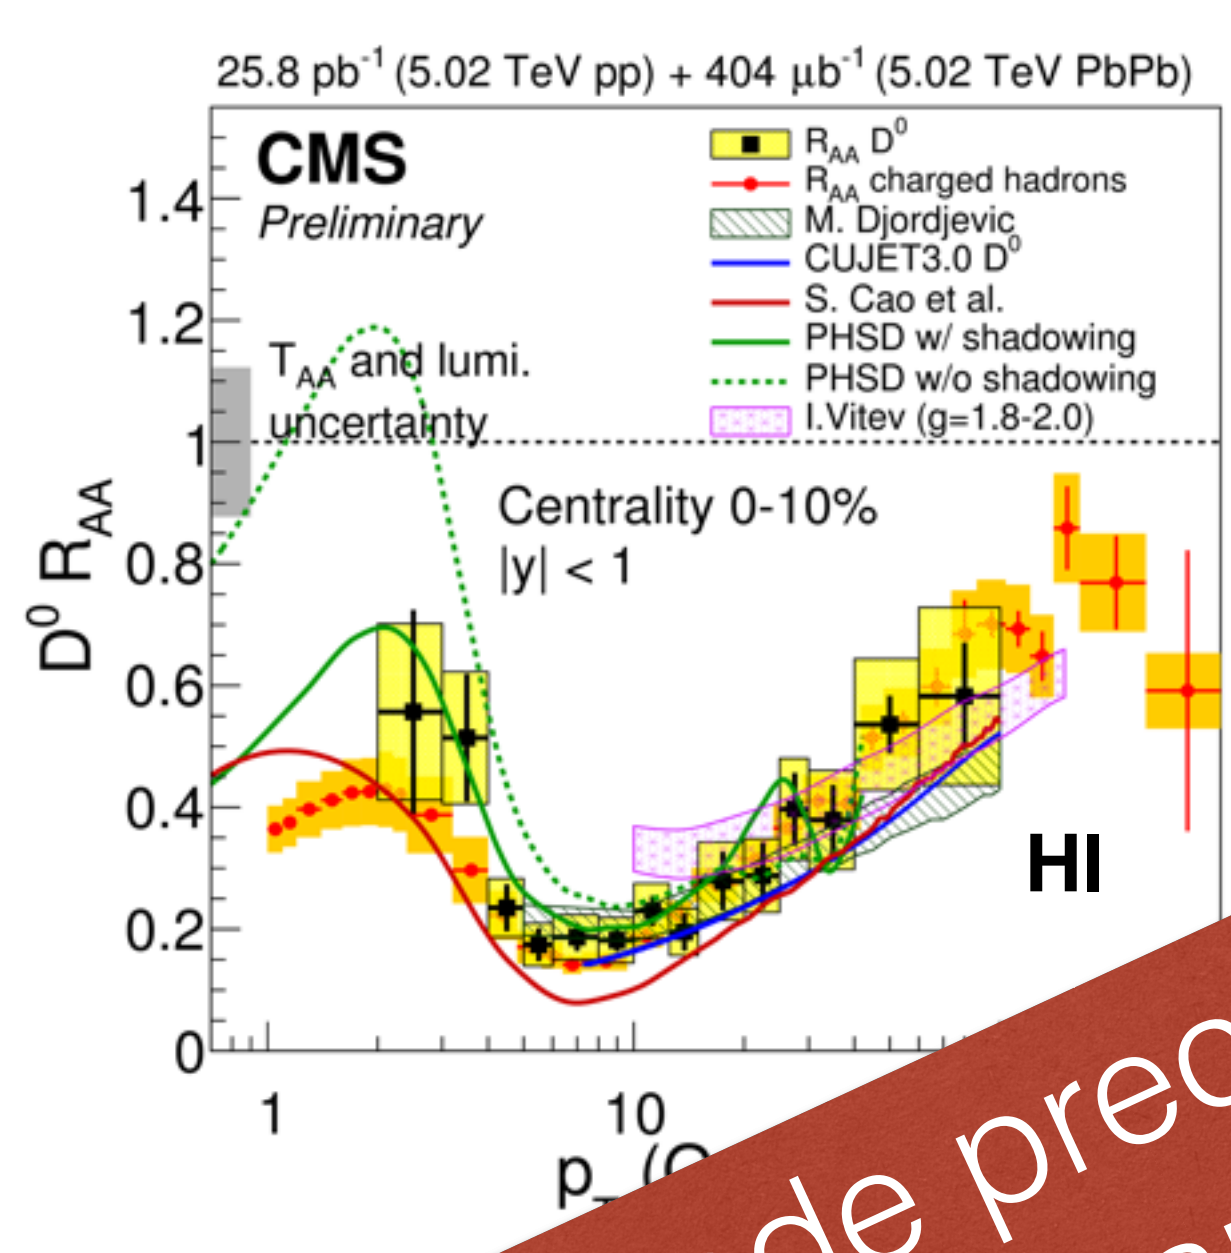 25.8 pb⁻¹ (5.02 TeV pp) + 404 μb⁻¹ (5.02 TeV PbPb)
CMS
Preliminary
R_AA D⁰
R_AA charged hadrons
M. Djordjevic
CUJET3.0 D⁰
S. Cao et al.
PHSD w/ shadowing
PHSD w/o shadowing
I.Vitev (g=1.8-2.0)
T_AA and lumi.
uncertainty
Centrality 0-10%
|y| < 1
D⁰ R_AA
1.4
1.2
1
0.8
0.6
0.4
0.2
0
HI
1
10
de